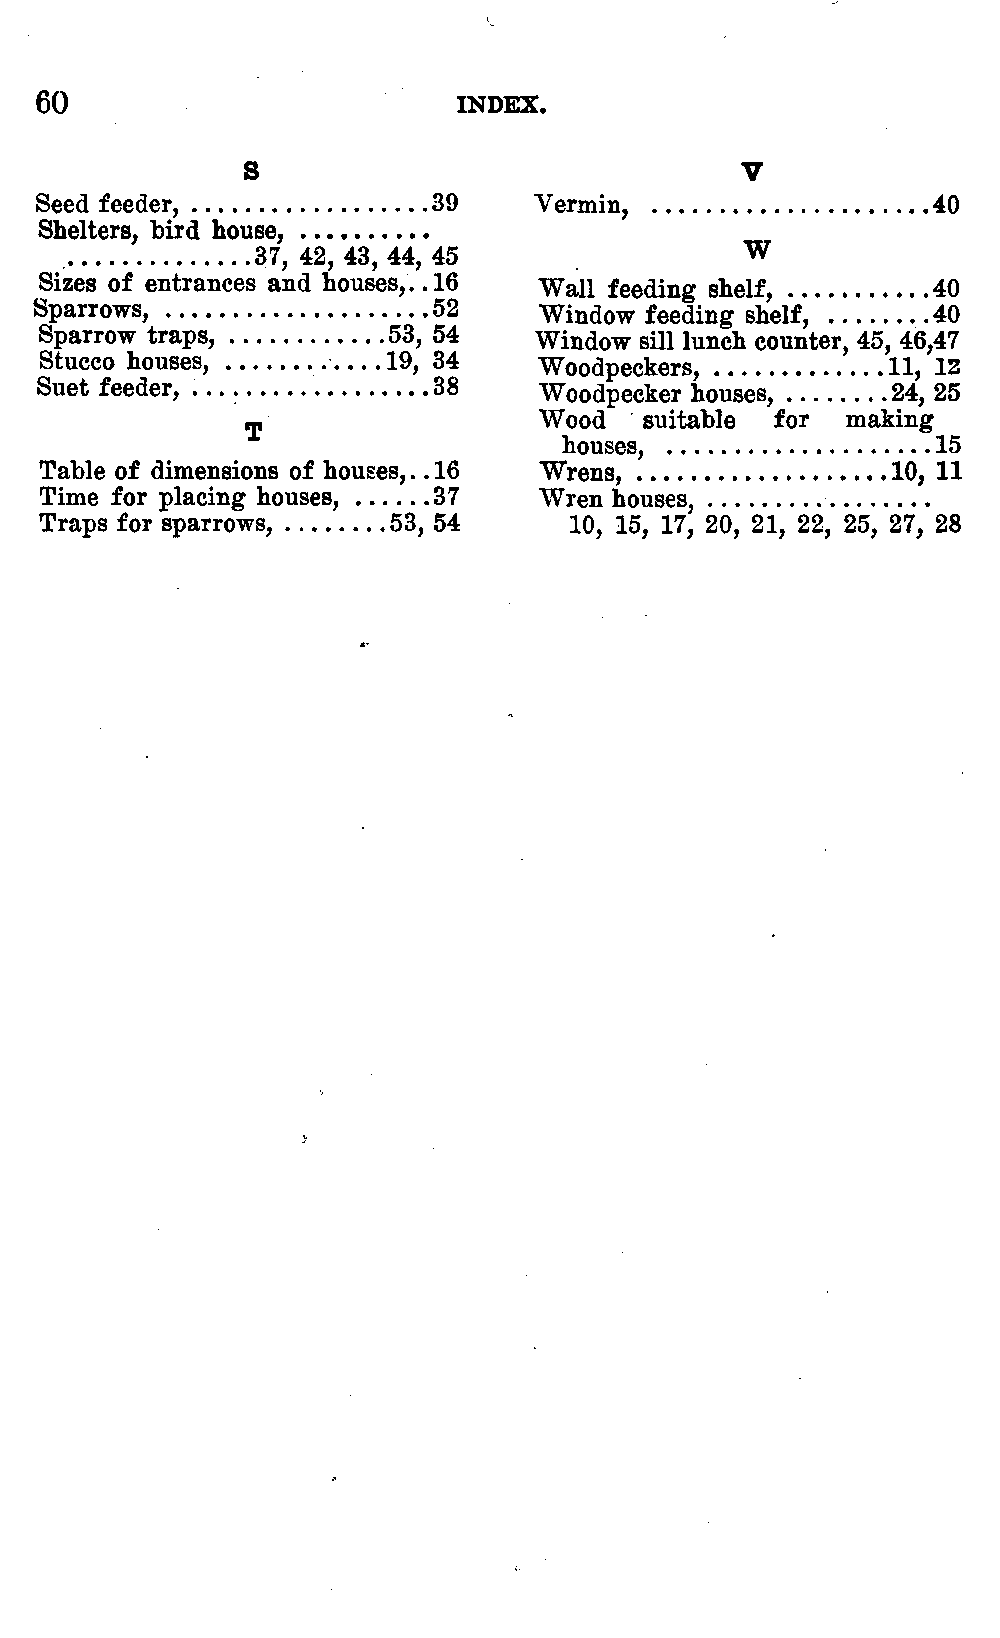 60 INDEX.
S
Seed feeder, ..................39
Shelters, bird house, ..........
..............37, 42, 43, 44, 45
Sizes of entrances and houses,..16
Sparrows, ....................52
Sparrow traps, ............53, 54
Stucco houses, ............19, 34
Suet feeder, ..................38
T
Table of dimensions of houses,..16
Time for placing houses, ......37
Traps for sparrows, ........53, 54
V
Vermin, .....................40
W
Wall feeding shelf, ...........40
Window feeding shelf, ........40
Window sill lunch counter, 45, 46,47
Woodpeckers, .............11, 12
Woodpecker houses, ........24, 25
Wood suitable for making
houses, ....................15
Wrens, ...................10, 11
Wren houses, .................
10, 15, 17, 20, 21, 22, 25, 27, 28